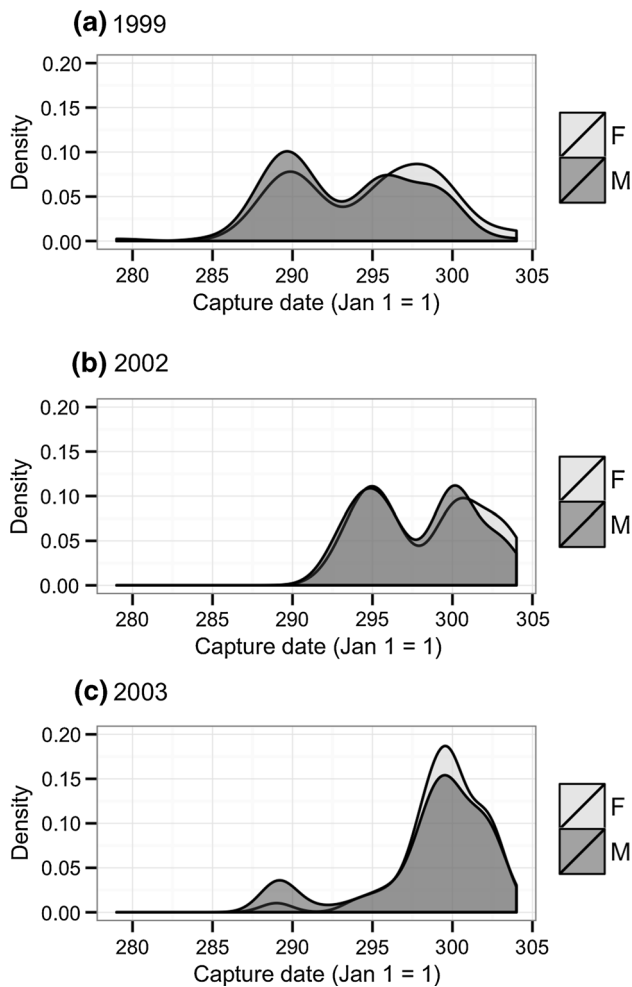 (a) 1999
0.20
0.15
0.10
0.05
0.00
Density
280 285 290 295 300 305
Capture date (Jan 1 = 1)
F
M
(b) 2002
0.20
0.15
0.10
0.05
0.00
Density
280 285 290 295 300 305
Capture date (Jan 1 = 1)
F
M
(c) 2003
0.20
0.15
0.10
0.05
0.00
Density
280 285 290 295 300 305
Capture date (Jan 1 = 1)
F
M